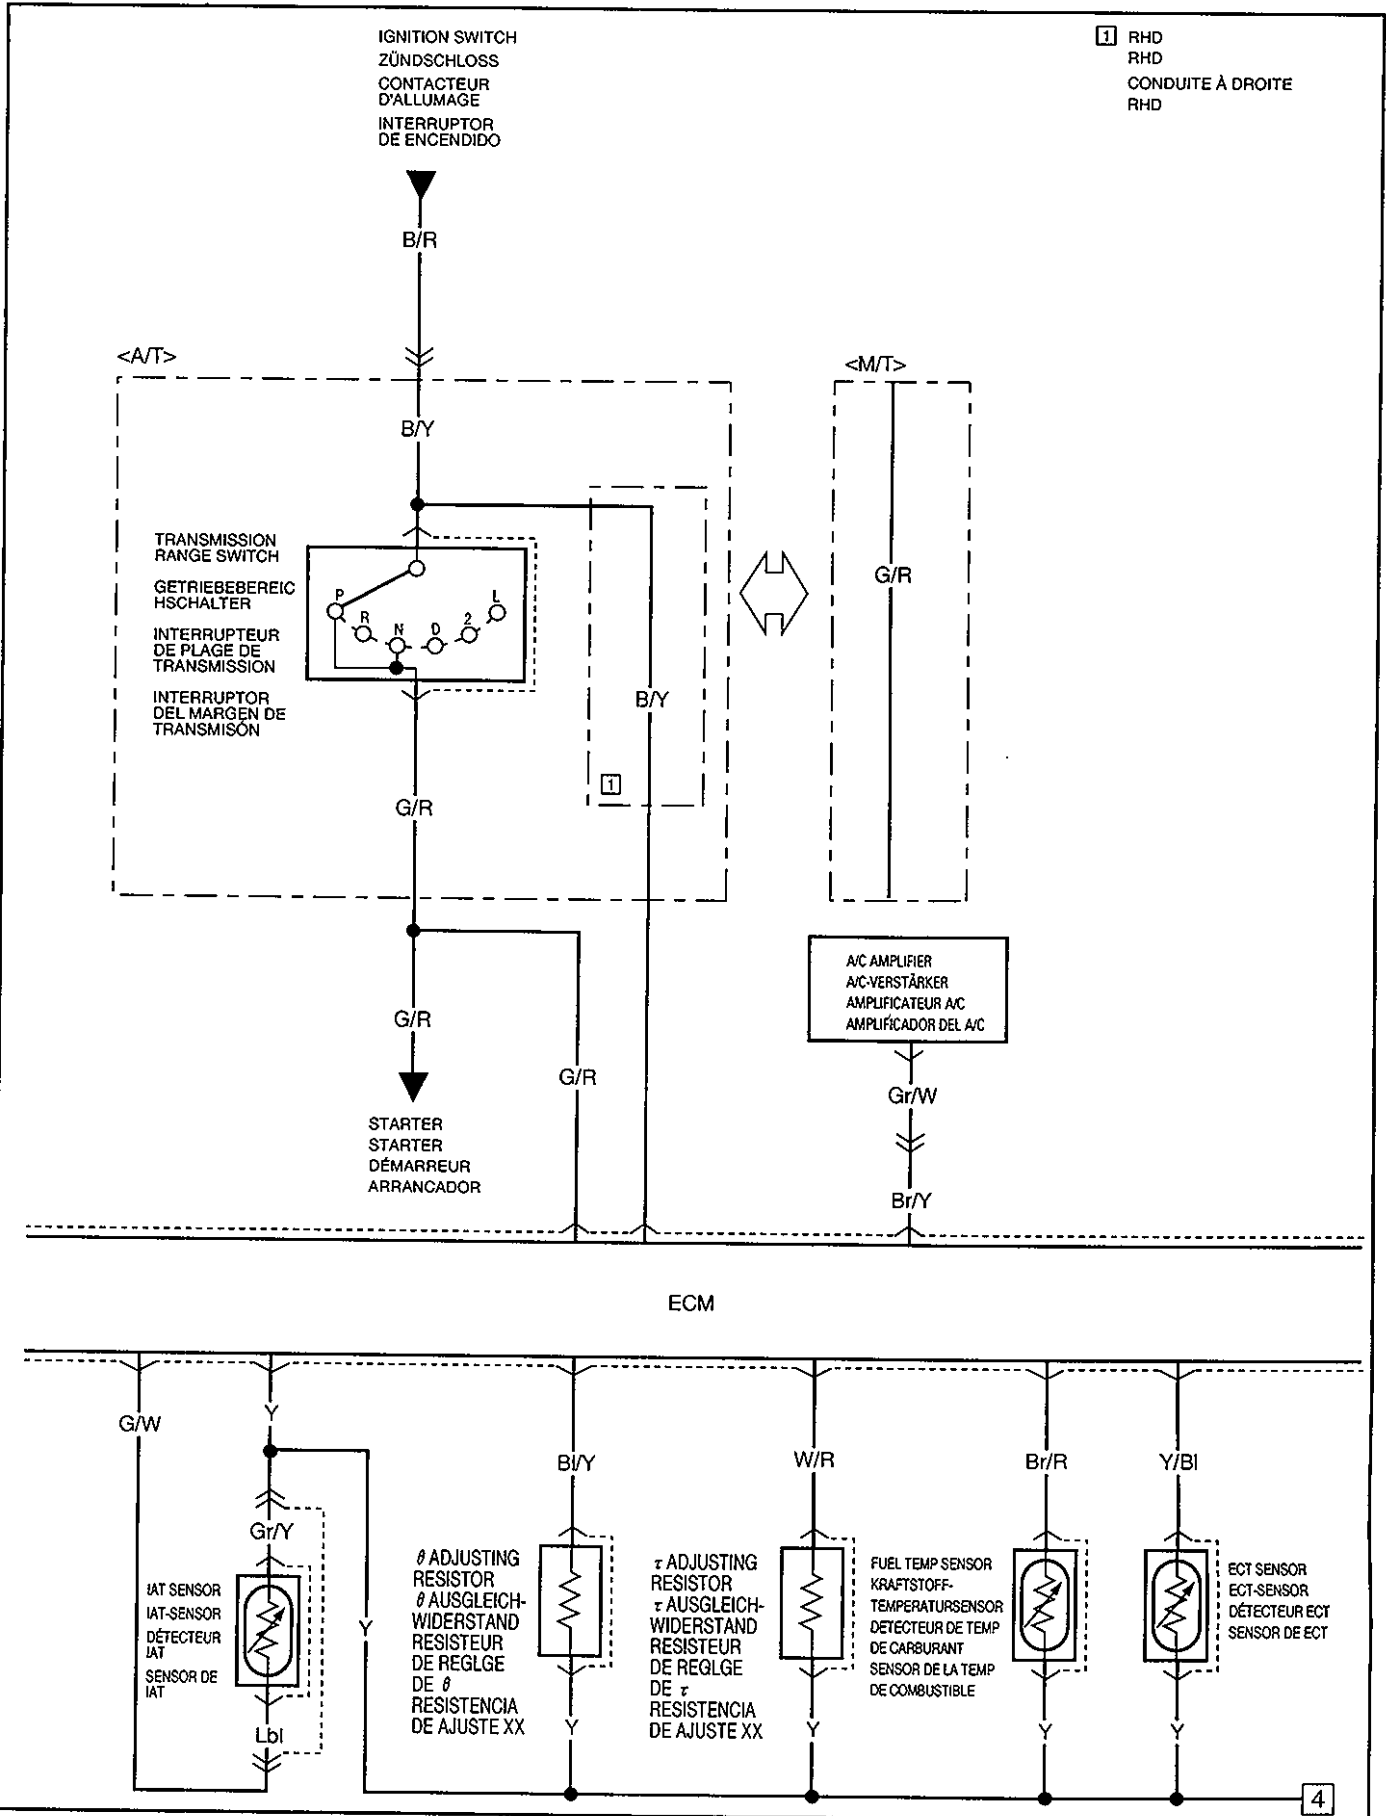 IGNITION SWITCH
ZÜNDSCHLOSS
CONTACTEUR
D'ALLUMAGE
INTERRUPTOR
DE ENCENDIDO
1 RHD
RHD
CONDUITE À DROITE
RHD
B/R
<A/T>
<M/T>
B/Y
TRANSMISSION
RANGE SWITCH
GETRIEBEBEREIC
HSCHALTER
INTERRUPTEUR
DE PLAGE DE
TRANSMISSION
INTERRUPTOR
DEL MARGEN DE
TRANSMISÓN
P
R
N
D
2
L
G/R
B/Y
1
G/R
A/C AMPLIFIER
A/C-VERSTÄRKER
AMPLIFICATEUR A/C
AMPLIFICADOR DEL A/C
G/R
G/R
Gr/W
STARTER
STARTER
DÉMARREUR
ARRANCADOR
Br/Y
ECM
G/W
Y
Bl/Y
W/R
Br/R
Y/Bl
Gr/Y
IAT SENSOR
IAT-SENSOR
DÉTECTEUR
IAT
SENSOR DE
IAT
Lbl
Y
θ ADJUSTING
RESISTOR
θ AUSGLEICH-
WIDERSTAND
RESISTEUR
DE REGLGE
DE θ
RESISTENCIA
DE AJUSTE XX
Y
τ ADJUSTING
RESISTOR
τ AUSGLEICH-
WIDERSTAND
RESISTEUR
DE REGLGE
DE τ
RESISTENCIA
DE AJUSTE XX
Y
FUEL TEMP SENSOR
KRAFTSTOFF-
TEMPERATURSENSOR
DETECTEUR DE TEMP
DE CARBURANT
SENSOR DE LA TEMP
DE COMBUSTIBLE
Y
ECT SENSOR
ECT-SENSOR
DÉTECTEUR ECT
SENSOR DE ECT
Y
4